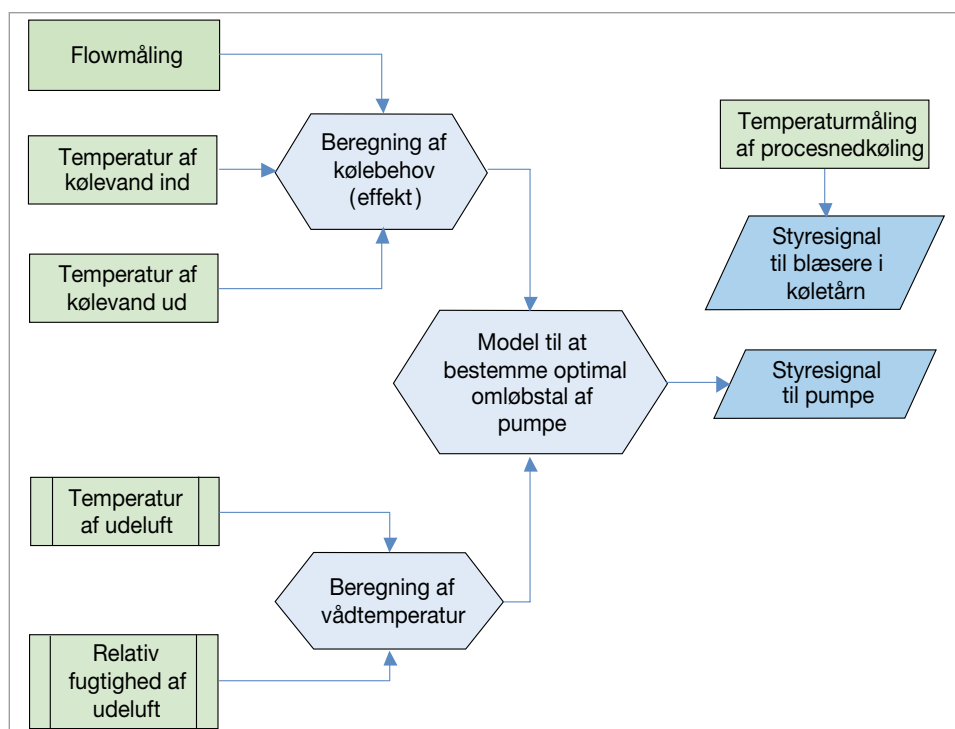 Flowmåling
Temperatur af
kølevand ind
Temperatur af
kølevand ud
Beregning af
kølebehov
(effekt)
Temperaturmåling
af procesnedkøling
Styresignal
til blæsere i
køletårn
Model til at
bestemme optimal
omløbstal af
pumpe
Styresignal
til pumpe
Temperatur
af udeluft
Beregning af
vådtemperatur
Relativ
fugtighed af
udeluft